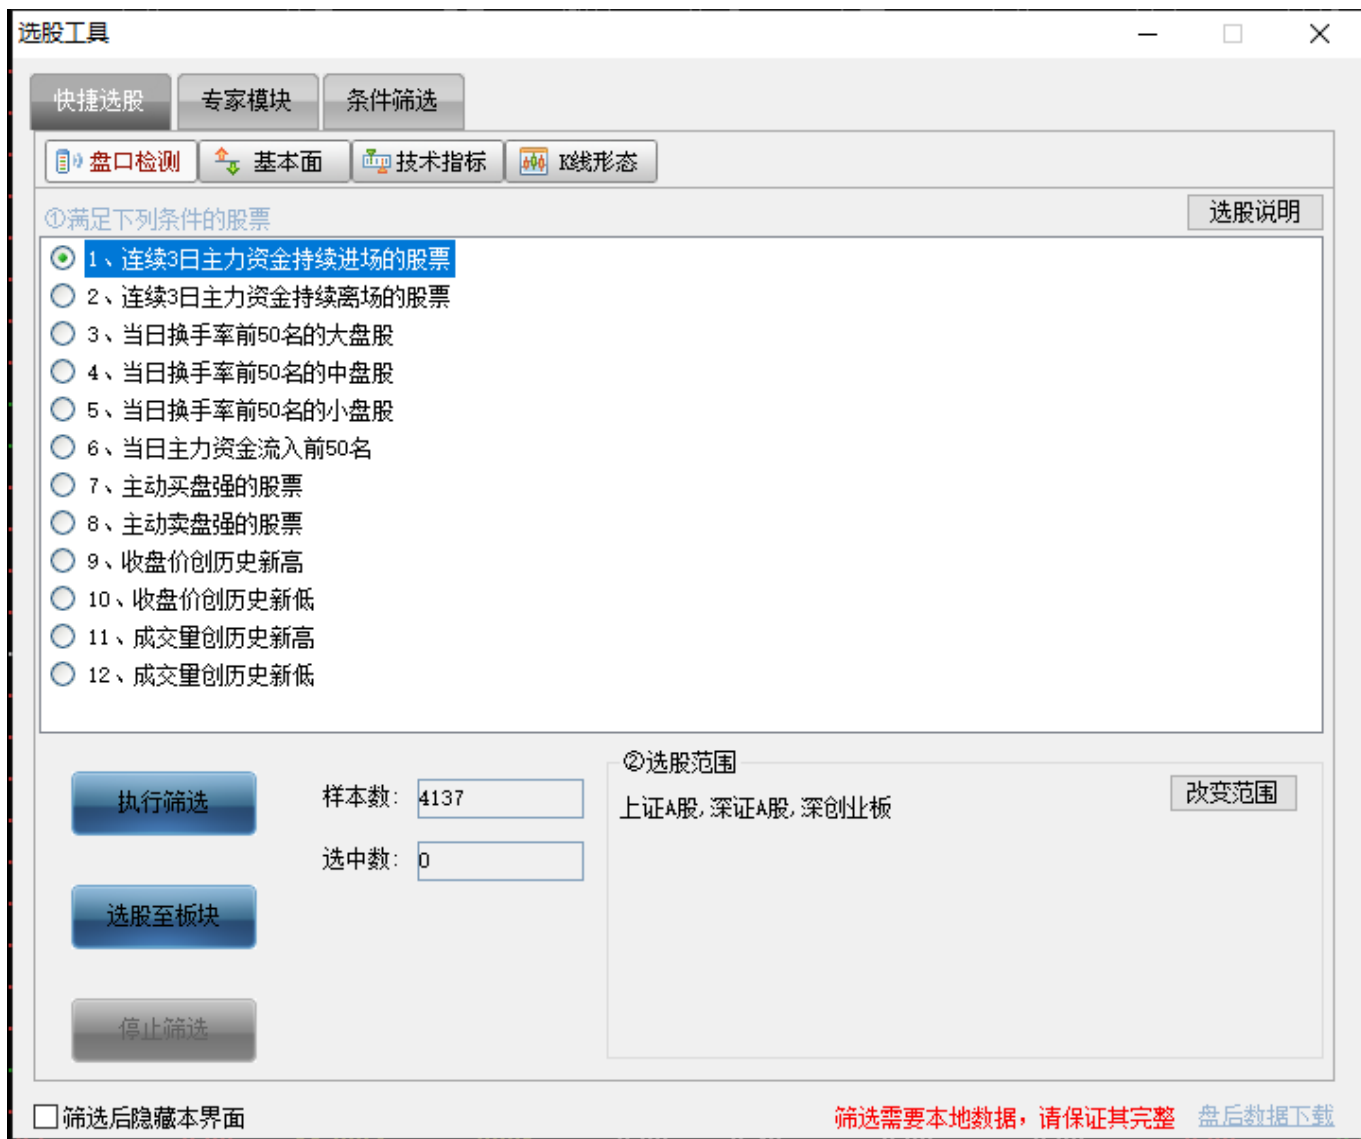 选股工具
快捷选股 专家模块 条件筛选
盘口检测 基本面 技术指标 K线形态
①满足下列条件的股票 选股说明
1、连续3日主力资金持续进场的股票
2、连续3日主力资金持续离场的股票
3、当日换手率前50名的大盘股
4、当日换手率前50名的中盘股
5、当日换手率前50名的小盘股
6、当日主力资金流入前50名
7、主动买盘强的股票
8、主动卖盘强的股票
9、收盘价创历史新高
10、收盘价创历史新低
11、成交量创历史新高
12、成交量创历史新低
②选股范围
执行筛选 样本数: 4137 上证A股,深证A股,深创业板 改变范围
选中数: 0
选股至板块
停止筛选
筛选后隐藏本界面 筛选需要本地数据，请保证其完整 盘后数据下载